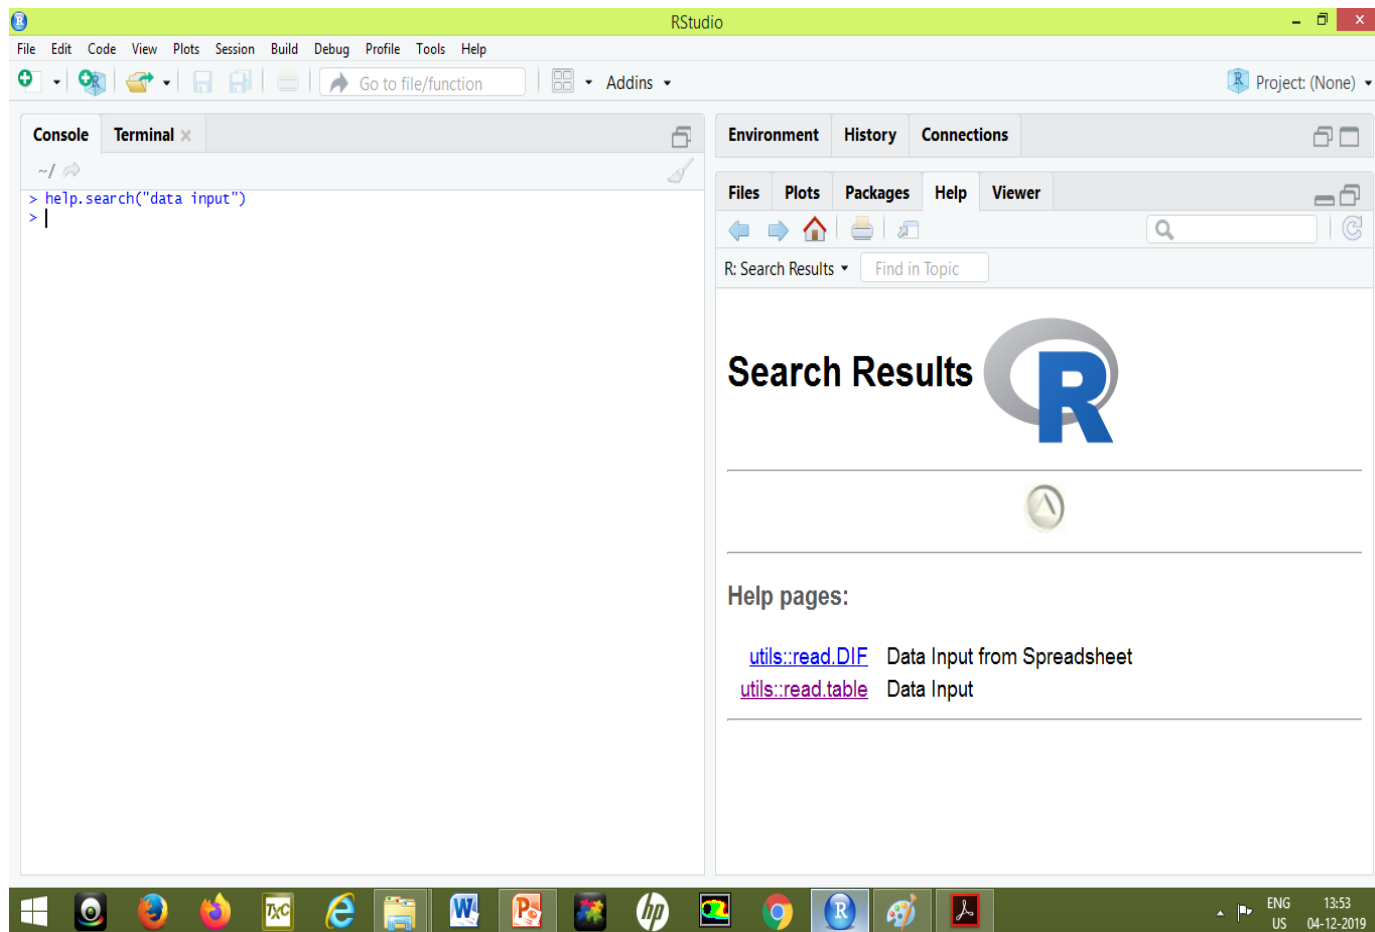 RStudio
File Edit Code View Plots Session Build Debug Profile Tools Help
Go to file/function Addins Project: (None)
Console Terminal
~/
> help.search("data input")
>
Environment History Connections
Files Plots Packages Help Viewer
R: Search Results Find in Topic
Search Results R
Help pages:
utils::read.DIF Data Input from Spreadsheet
utils::read.table Data Input
TXC W P hp R
ENG 13:53
US 04-12-2019